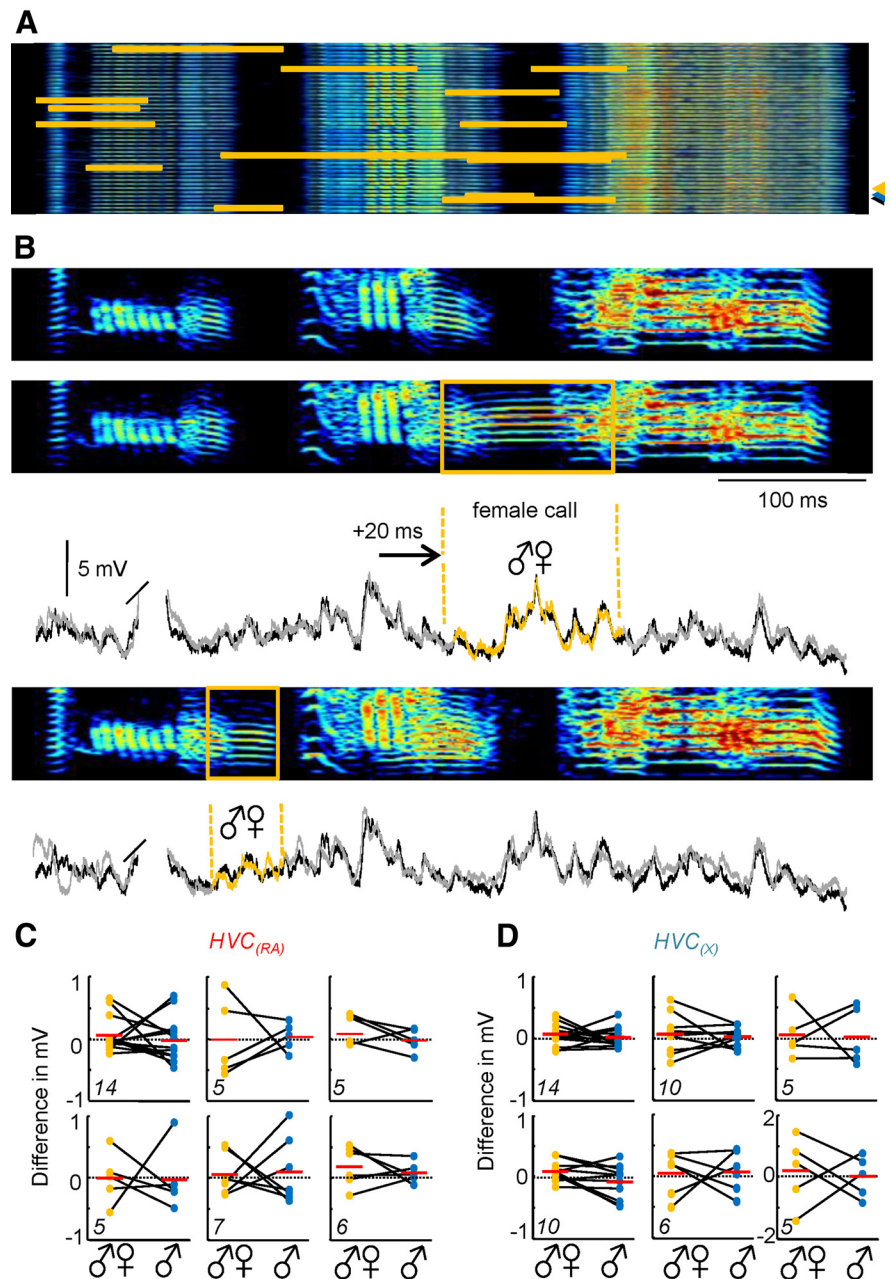 A
B
100 ms
female call
+20 ms
♂♀
5 mV
♂♀
C HVC(RA) D HVC(X)
Difference in mV
1 0 -1
14 5 5
1 0 -1
5 7 6
♂♀ ♂ ♂♀ ♂ ♂♀ ♂
1 0 -1
14 10 5
1 0 -1
2 0 -2
10 6 5
♂♀ ♂ ♂♀ ♂ ♂♀ ♂